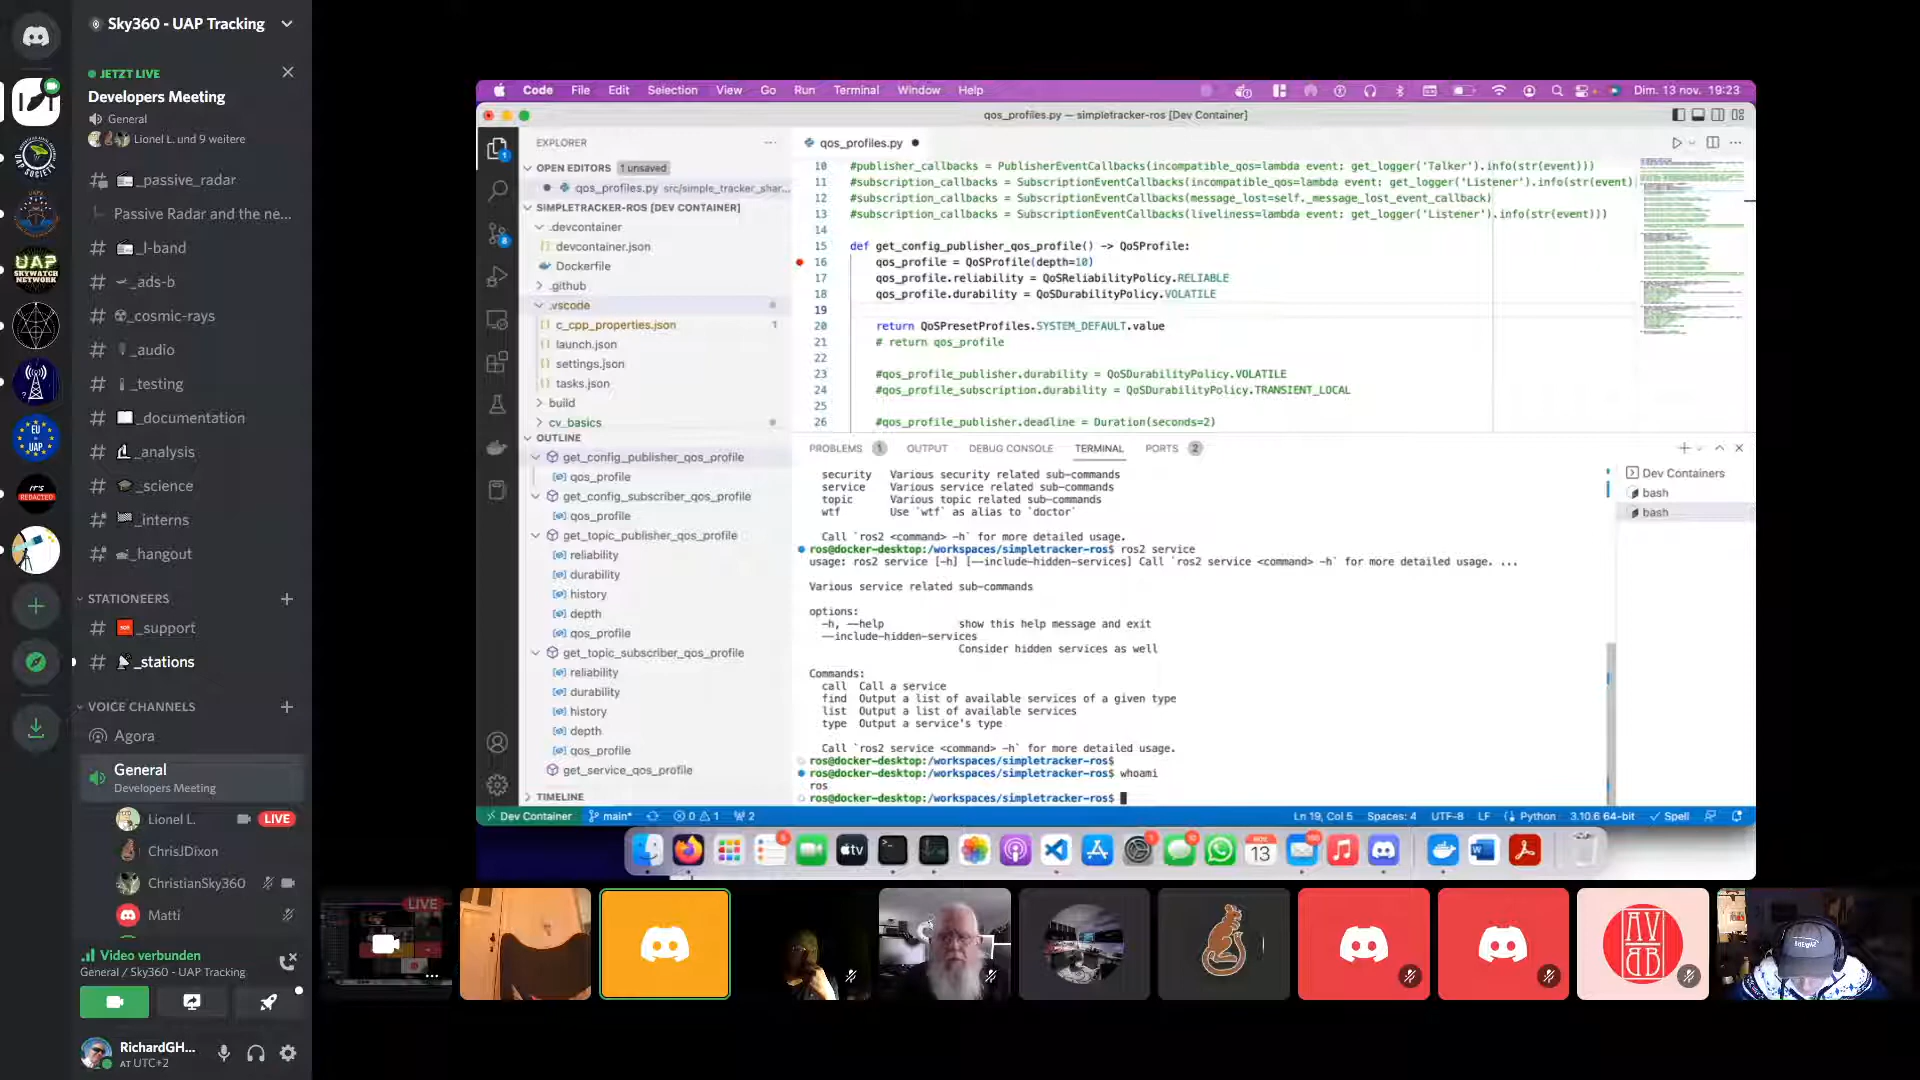 Sky360 - UAP Tracking
JETZT LIVE
Developers Meeting
General
Lionel L. und 9 weitere
_passive_radar
Passive Radar and the ne...
_l-band
_ads-b
_cosmic-rays
_audio
_testing
_documentation
_analysis
_science
_interns
_hangout
STATIONEERS
_support
_stations
VOICE CHANNELS
Agora
General
Developers Meeting
Lionel L. LIVE
ChrisJDixon
ChristianSky360
Matti
Video verbunden
General / Sky360 - UAP Tracking
RichardGH...
AT UTC+2
UAP SOCIETY
UAP
SKYWATCH
NETWORK
EU
UAP
IT'S
REDACTED
Code File Edit Selection View Go Run Terminal Window Help
Dim. 13 nov. 19:23
qos_profiles.py — simpletracker-ros [Dev Container]
EXPLORER
OPEN EDITORS 1 unsaved
qos_profiles.py src/simple_tracker_shar...
SIMPLETRACKER-ROS [DEV CONTAINER]
.devcontainer
devcontainer.json
Dockerfile
.github
.vscode
c_cpp_properties.json 1
launch.json
settings.json
tasks.json
build
cv_basics
OUTLINE
get_config_publisher_qos_profile
qos_profile
get_config_subscriber_qos_profile
qos_profile
get_topic_publisher_qos_profile
reliability
durability
history
depth
qos_profile
get_topic_subscriber_qos_profile
reliability
durability
history
depth
qos_profile
get_service_qos_profile
TIMELINE
qos_profiles.py
10 #publisher_callbacks = PublisherEventCallbacks(incompatible_qos=lambda event: get_logger('Talker').info(str(event)))
11 #subscription_callbacks = SubscriptionEventCallbacks(incompatible_qos=lambda event: get_logger('Listener').info(str(event)
12 #subscription_callbacks = SubscriptionEventCallbacks(message_lost=self._message_lost_event_callback)
13 #subscription_callbacks = SubscriptionEventCallbacks(liveliness=lambda event: get_logger('Listener').info(str(event)))
14
15 def get_config_publisher_qos_profile() -> QoSProfile:
16 qos_profile = QoSProfile(depth=10)
17 qos_profile.reliability = QoSReliabilityPolicy.RELIABLE
18 qos_profile.durability = QoSDurabilityPolicy.VOLATILE
19
20 return QoSPresetProfiles.SYSTEM_DEFAULT.value
21 # return qos_profile
22
23 #qos_profile_publisher.durability = QoSDurabilityPolicy.VOLATILE
24 #qos_profile_subscription.durability = QoSDurabilityPolicy.TRANSIENT_LOCAL
25
26 #qos_profile_publisher.deadline = Duration(seconds=2)
PROBLEMS 1 OUTPUT DEBUG CONSOLE TERMINAL PORTS 2
security Various security related sub-commands
service Various service related sub-commands
topic Various topic related sub-commands
wtf Use `wtf` as alias to `doctor`
Call `ros2 <command> -h` for more detailed usage.
ros@docker-desktop:/workspaces/simpletracker-ros$ ros2 service
usage: ros2 service [-h] [--include-hidden-services] Call `ros2 service <command> -h` for more detailed usage. ...
Various service related sub-commands
options:
-h, --help show this help message and exit
--include-hidden-services
Consider hidden services as well
Commands:
call Call a service
find Output a list of available services of a given type
list Output a list of available services
type Output a service's type
Call `ros2 service <command> -h` for more detailed usage.
ros@docker-desktop:/workspaces/simpletracker-ros$
ros@docker-desktop:/workspaces/simpletracker-ros$ whoami
ros
ros@docker-desktop:/workspaces/simpletracker-ros$
Dev Containers
bash
bash
Dev Container main* 0 1 2
Ln 19, Col 5 Spaces: 4 UTF-8 LF Python 3.10.6 64-bit Spell
tv
NOV
13
LIVE
AV
BB